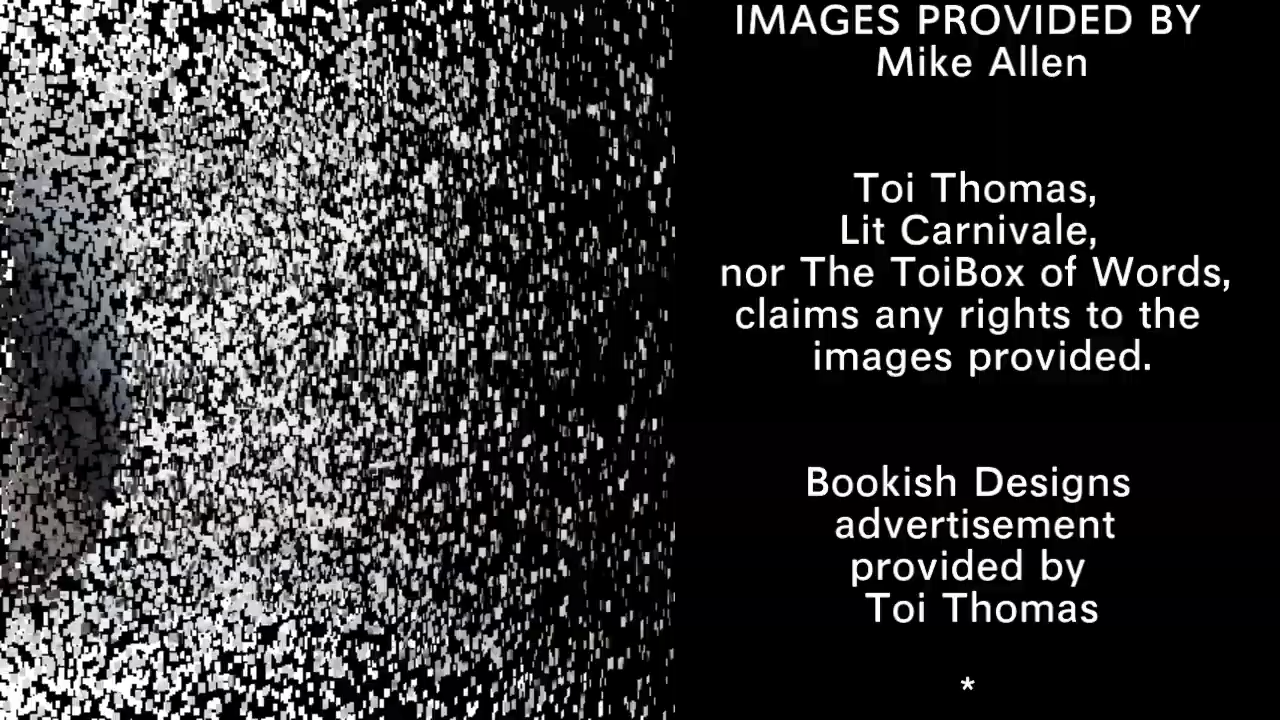 IMAGES PROVIDED BY
Mike Allen
Toi Thomas,
Lit Carnivale,
nor The ToiBox of Words,
claims any rights to the
images provided.
Bookish Designs
advertisement
provided by
Toi Thomas
*